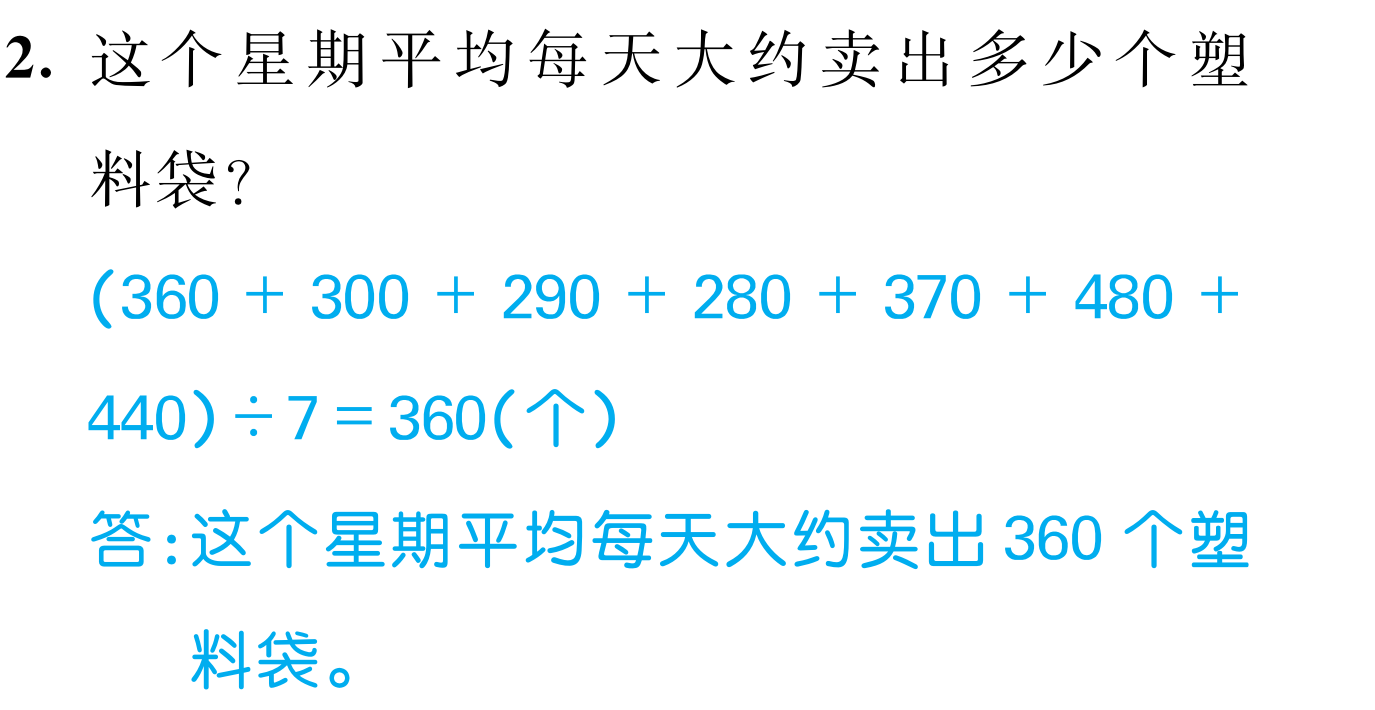 2. 这个星期平均每天大约卖出多少个塑
料袋?
(360 + 300 + 290 + 280 + 370 + 480 +
440) ÷ 7 = 360(个)
答:这个星期平均每天大约卖出 360 个塑
料袋。